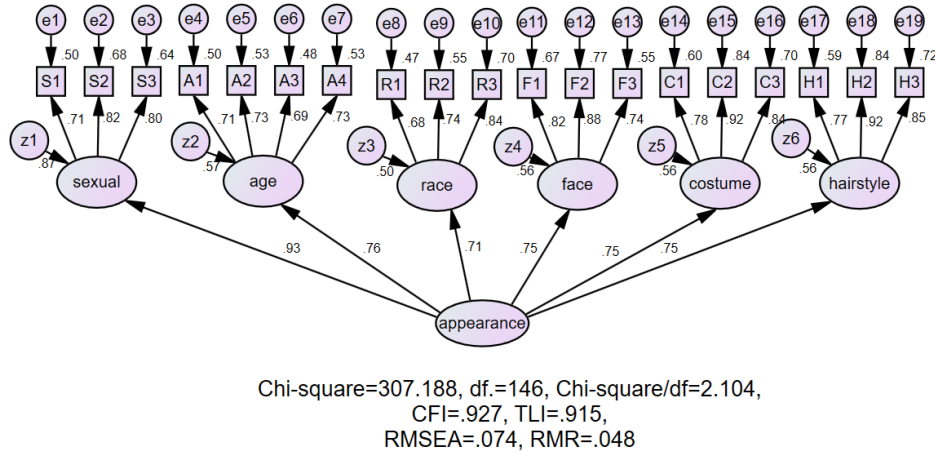 e1 e2 e3 e4 e5 e6 e7 e8 e9 e10 e11 e12 e13 e14 e15 e16 e17 e18 e19
.50 .68 .64 .50 .53 .48 .53 .47 .55 .70 .67 .77 .55 .60 .84 .70 .59 .84 .72
S1 S2 S3 A1 A2 A3 A4 R1 R2 R3 F1 F2 F3 C1 C2 C3 H1 H2 H3
.71 .82 .80 .71 .73 .69 .73 .68 .74 .84 .82 .88 .74 .78 .92 .84 .77 .92 .85
z1 z2 z3 z4 z5 z6
.87 .57 .50 .56 .56 .56
sexual age race face costume hairstyle
.93 .76 .71 .75 .75 .75
appearance
Chi-square=307.188, df.=146, Chi-square/df=2.104,
CFI=.927, TLI=.915,
RMSEA=.074, RMR=.048